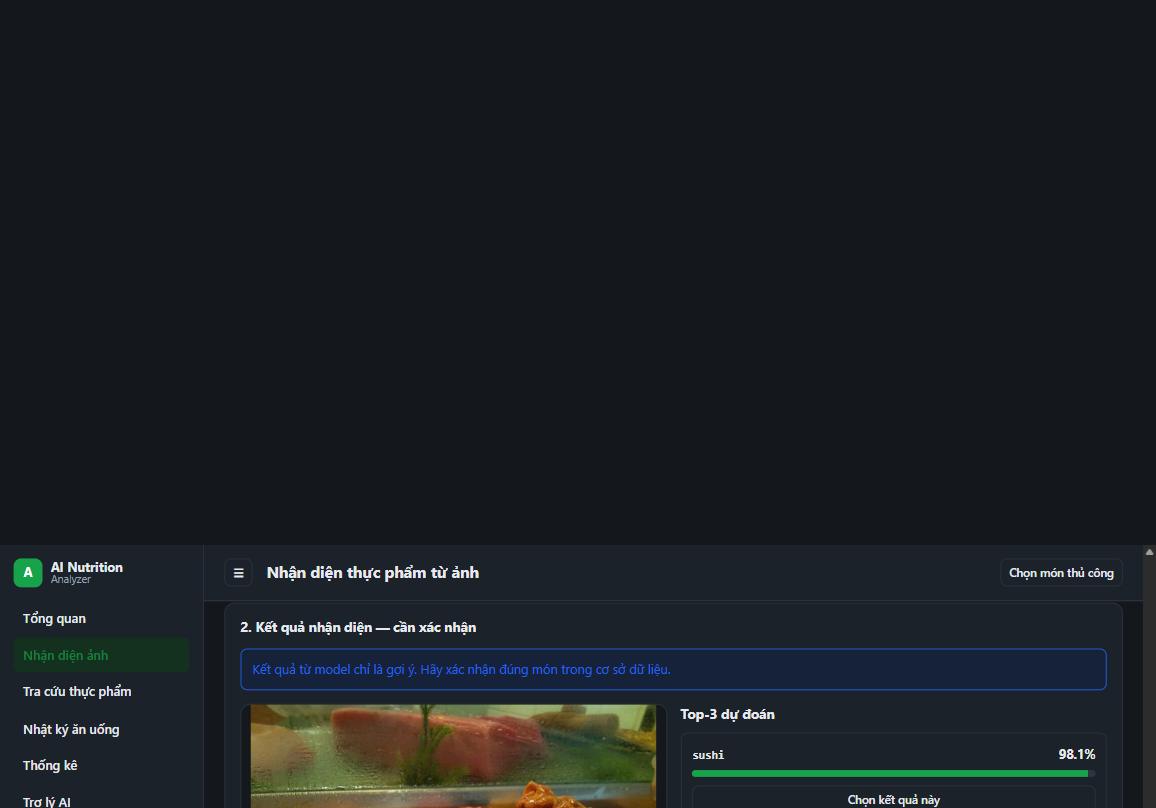 A
AI Nutrition
Analyzer
☰
Nhận diện thực phẩm từ ảnh
Chọn món thủ công
Tổng quan
Nhận diện ảnh
Tra cứu thực phẩm
Nhật ký ăn uống
Thống kê
Trợ lý AI
2. Kết quả nhận diện — cần xác nhận
Kết quả từ model chỉ là gợi ý. Hãy xác nhận đúng món trong cơ sở dữ liệu.
Top-3 dự đoán
sushi 98.1%
Chọn kết quả này